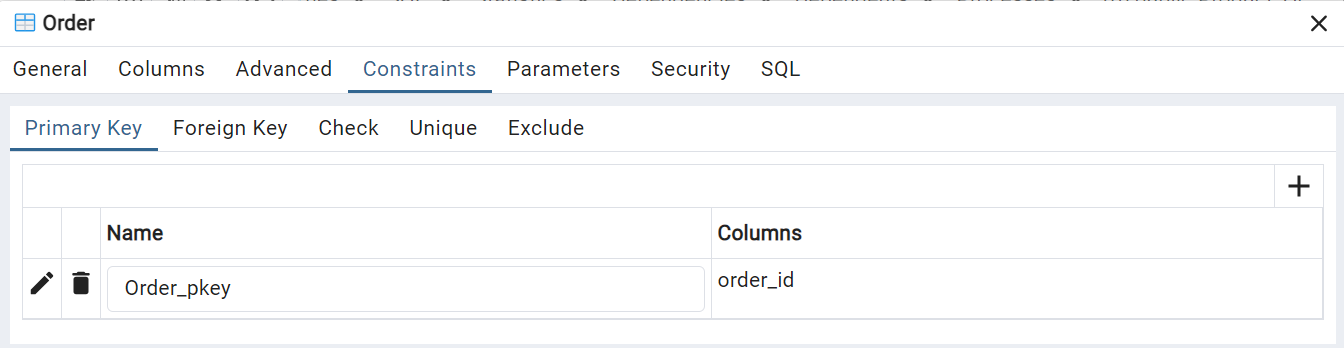 Order
General Columns Advanced Constraints Parameters Security SQL
Primary Key Foreign Key Check Unique Exclude
Name Columns
Order_pkey order_id